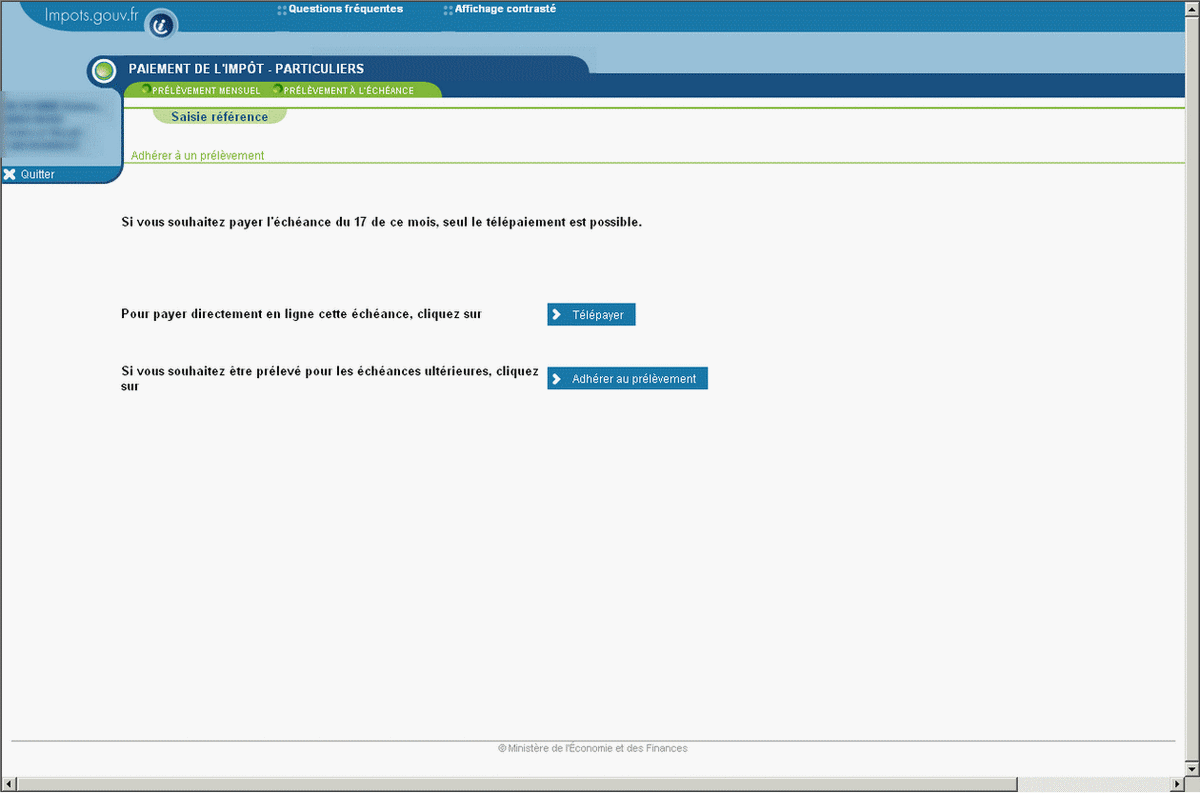 Impots.gouv.fr
Questions fréquentes
Affichage contrasté
PAIEMENT DE L'IMPÔT - PARTICULIERS
PRÉLÈVEMENT MENSUEL
PRÉLÈVEMENT À L'ÉCHÉANCE
Saisie référence
Adhérer à un prélèvement
Quitter
Si vous souhaitez payer l'échéance du 17 de ce mois, seul le télépaiement est possible.
Pour payer directement en ligne cette échéance, cliquez sur
Télépayer
Si vous souhaitez être prélevé pour les échéances ultérieures, cliquez
sur
Adhérer au prélèvement
© Ministère de l'Économie et des Finances